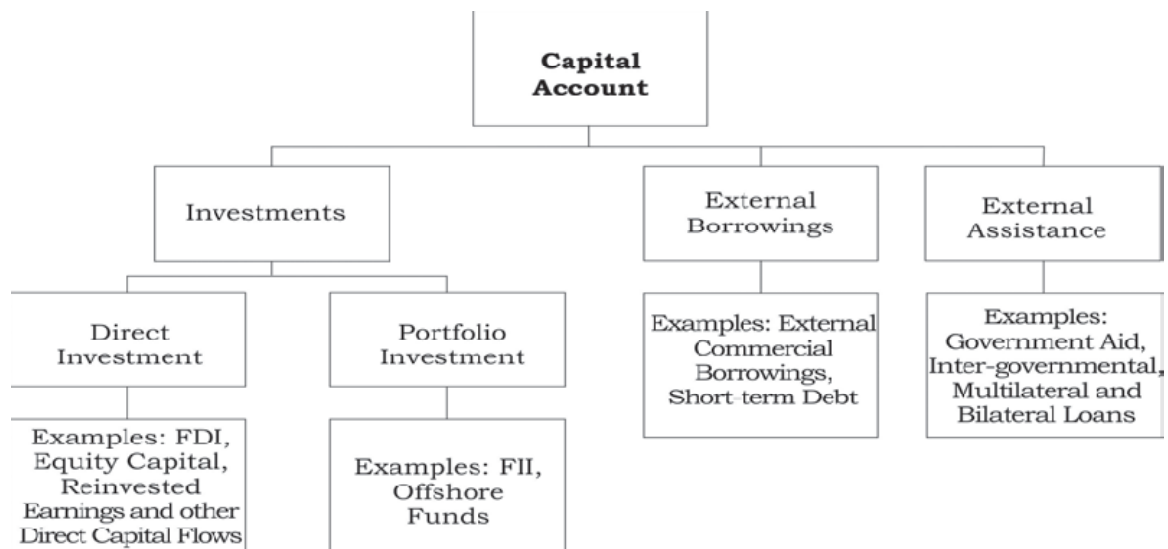 Capital
Account
Investments
External
Borrowings
External
Assistance
Direct
Investment
Portfolio
Investment
Examples: External
Commercial
Borrowings,
Short-term Debt
Examples:
Government Aid,
Inter-governmental,
Multilateral and
Bilateral Loans
Examples: FDI,
Equity Capital,
Reinvested
Earnings and other
Direct Capital Flows
Examples: FII,
Offshore
Funds